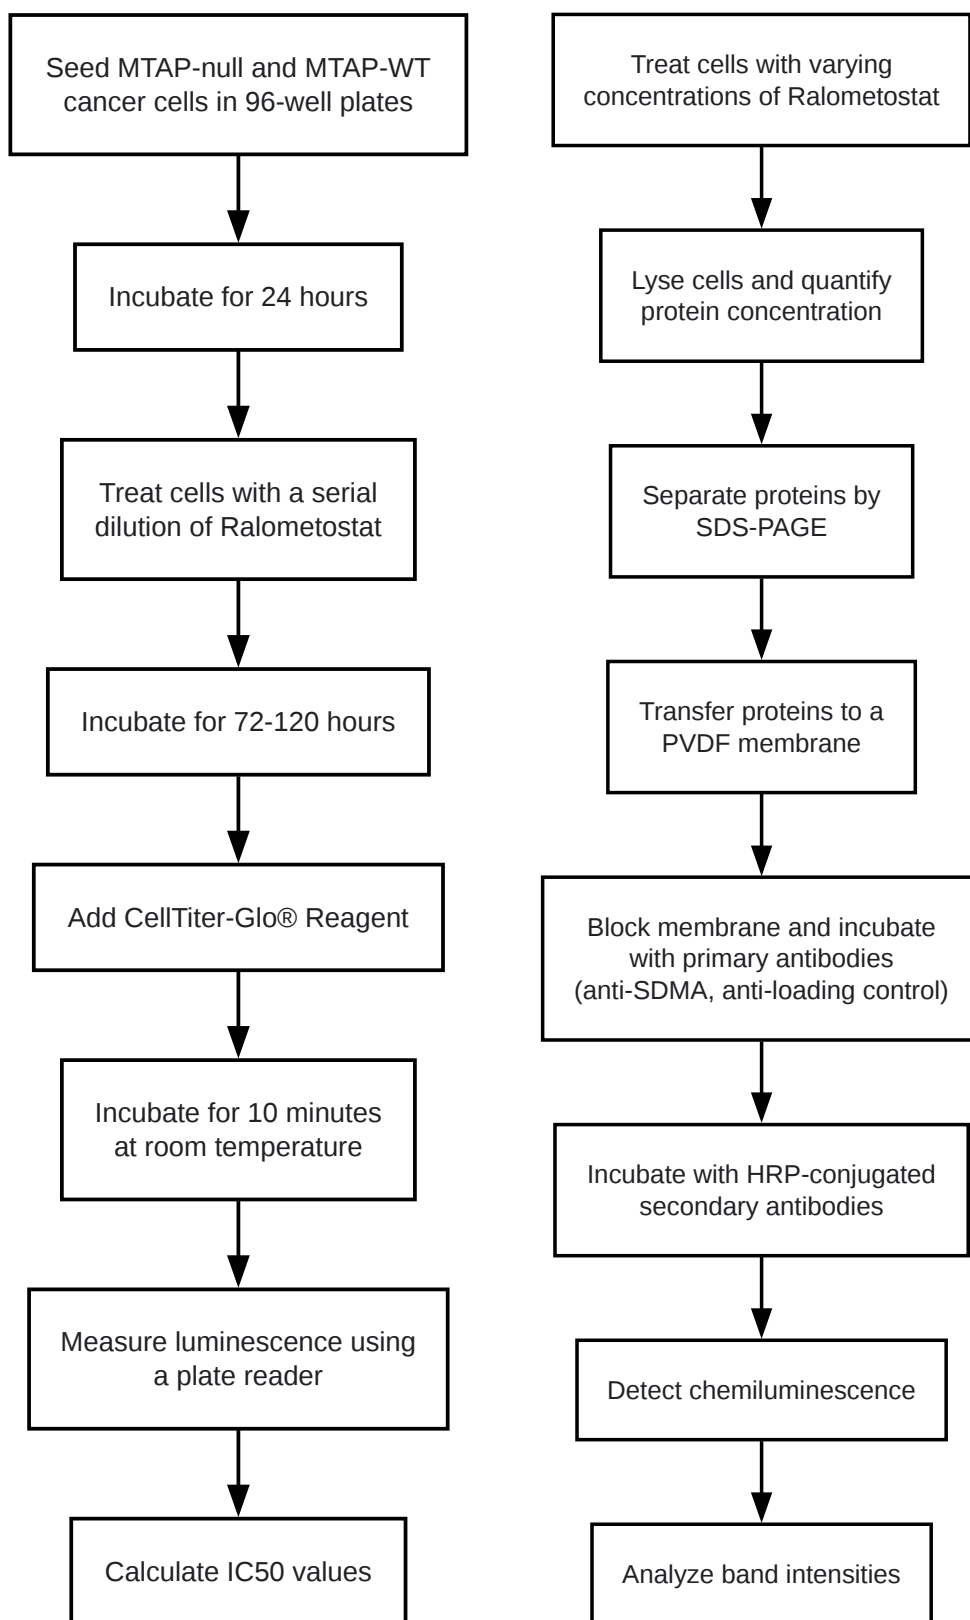 Seed MTAP-null and MTAP-WT
cancer cells in 96-well plates
Incubate for 24 hours
Treat cells with a serial
dilution of Ralometostat
Incubate for 72-120 hours
Add CellTiter-Glo® Reagent
Incubate for 10 minutes
at room temperature
Measure luminescence using
a plate reader
Calculate IC50 values
Treat cells with varying
concentrations of Ralometostat
Lyse cells and quantify
protein concentration
Separate proteins by
SDS-PAGE
Transfer proteins to a
PVDF membrane
Block membrane and incubate
with primary antibodies
(anti-SDMA, anti-loading control)
Incubate with HRP-conjugated
secondary antibodies
Detect chemiluminescence
Analyze band intensities